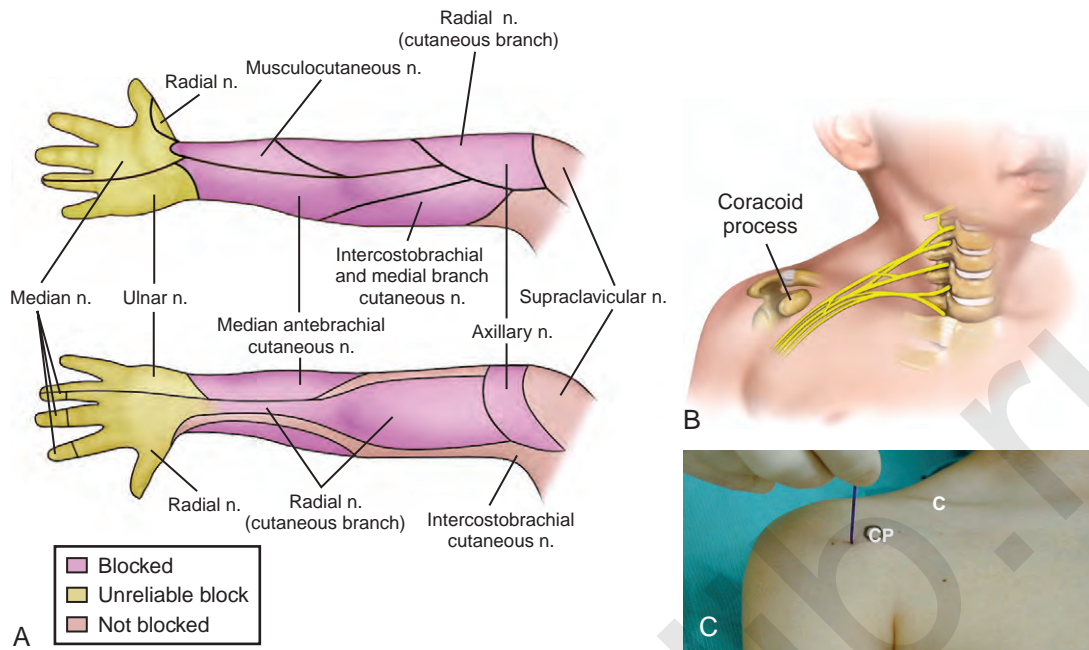 Radial n.
(cutaneous branch)
Musculocutaneous n.
Radial n.
Intercostobrachial
and medial branch
cutaneous n.
Median n.
Ulnar n.
Median antebrachial
cutaneous n.
Supraclavicular n.
Axillary n.
Radial n.
Radial n.
(cutaneous branch)
Intercostobrachial
cutaneous n.
Blocked
Unreliable block
Not blocked
A
Coracoid
process
B
C
CP
C